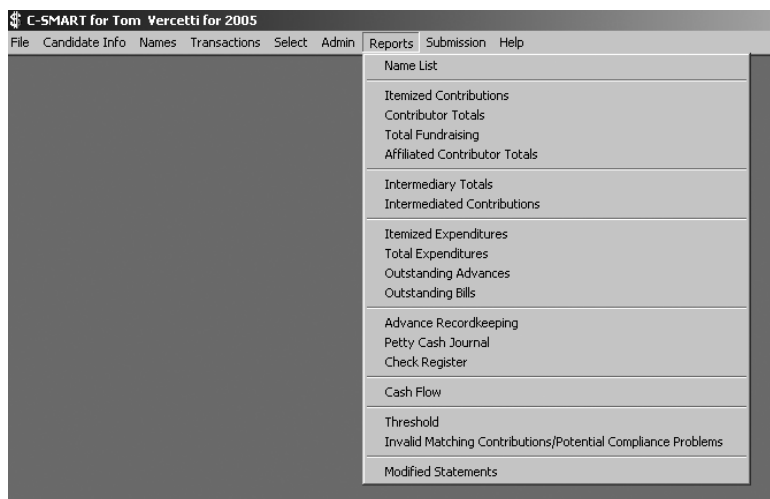 C-SMART for Tom Vercetti for 2005
File Candidate Info Names Transactions Select Admin Reports Submission Help
Name List
Itemized Contributions
Contributor Totals
Total Fundraising
Affiliated Contributor Totals
Intermediary Totals
Intermediated Contributions
Itemized Expenditures
Total Expenditures
Outstanding Advances
Outstanding Bills
Advance Recordkeeping
Petty Cash Journal
Check Register
Cash Flow
Threshold
Invalid Matching Contributions/Potential Compliance Problems
Modified Statements